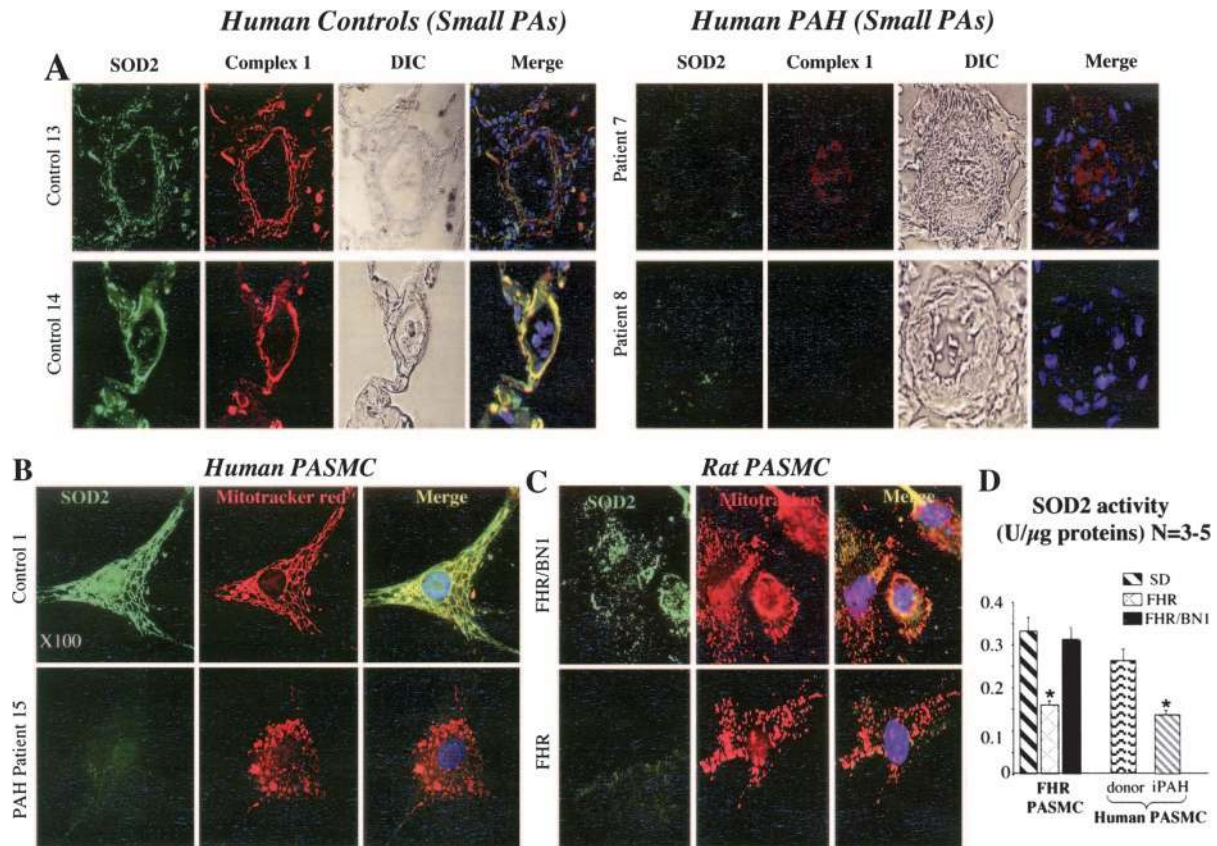 Human Controls (Small PAs)
Human PAH (Small PAs)
A
SOD2
Complex 1
DIC
Merge
SOD2
Complex 1
DIC
Merge
Control 13
Control 14
Patient 7
Patient 8
B
Human PASMC
SOD2
Mitotracker red
Merge
Control 1
X100
PAH Patient 15
C
Rat PASMC
SOD2
Mitotracker
Merge
FHR/BN1
FHR
D
SOD2 activity
(U/µg proteins) N=3-5
SD
FHR
FHR/BN1
0.4
0.3
0.2
0.1
0
*
*
FHR
PASMC
donor iPAH
Human PASMC